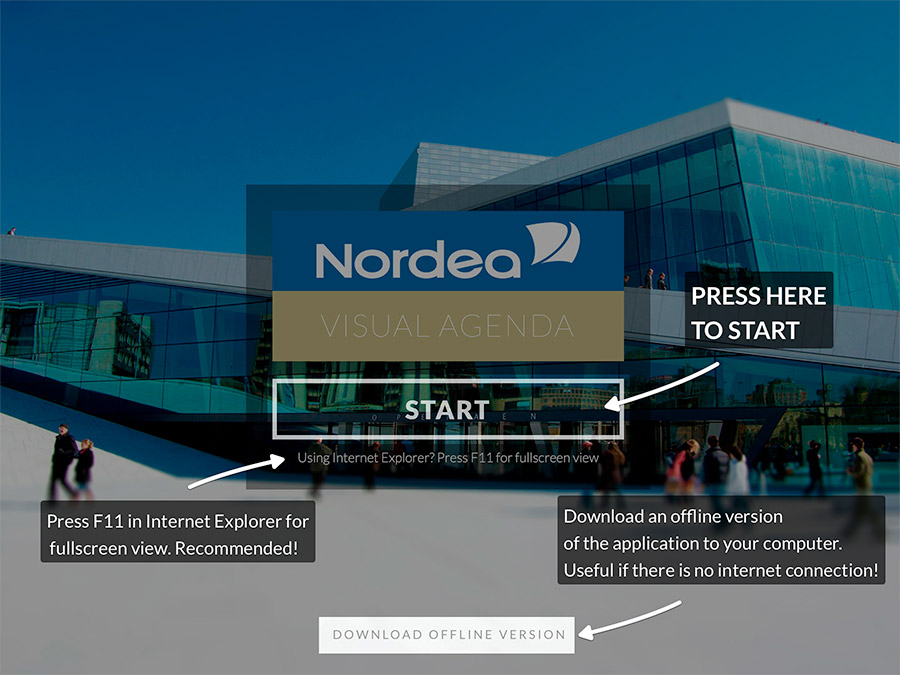 Nordea
VISUAL AGENDA
PRESS HERE
TO START
START
Using Internet Explorer? Press F11 for fullscreen view
Press F11 in Internet Explorer for
fullscreen view. Recommended!
Download an offline version
of the application to your computer.
Useful if there is no internet connection!
DOWNLOAD OFFLINE VERSION